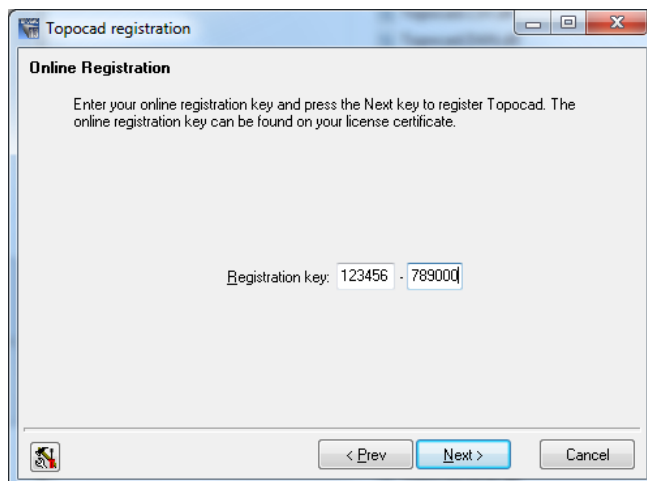 Topocad registration
Online Registration
Enter your online registration key and press the Next key to register Topocad. The
online registration key can be found on your license certificate.
Registration key: 123456 - 789000
< Prev Next > Cancel